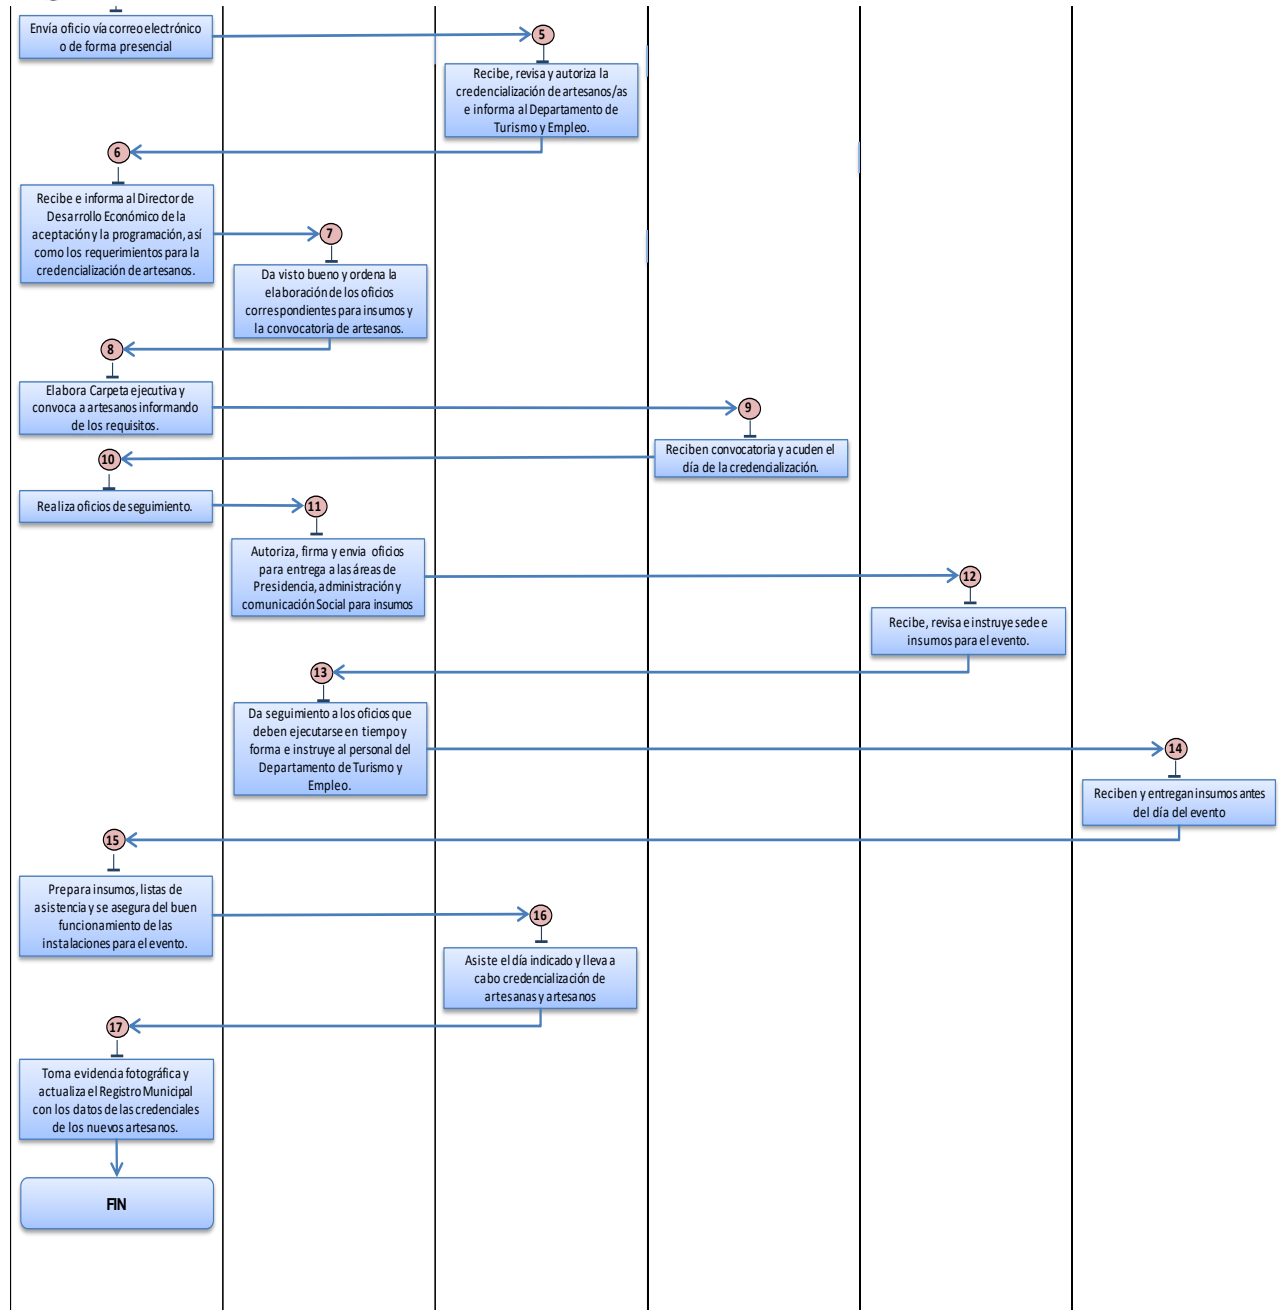 Envía oficio vía correo electrónico
o de forma presencial
5
Recibe, revisa y autoriza la
credencialización de artesanos/as
e informa al Departamento de
Turismo y Empleo.
6
Recibe e informa al Director de
Desarrollo Económico de la
aceptación y la programación, así
como los requerimientos para la
credencialización de artesanos.
7
Da visto bueno y ordena la
elaboración de los oficios
correspondientes para insumos y
la convocatoria de artesanos.
8
Elabora Carpeta ejecutiva y
convoca a artesanos informando
de los requisitos.
9
Reciben convocatoria y acuden el
día de la credencialización.
10
Realiza oficios de seguimiento.
11
Autoriza, firma y envia oficios
para entrega a las áreas de
Presidencia, administración y
comunicación Social para insumos
12
Recibe, revisa e instruye sede e
insumos para el evento.
13
Da seguimiento a los oficios que
deben ejecutarse en tiempo y
forma e instruye al personal del
Departamento de Turismo y
Empleo.
14
Reciben y entregan insumos antes
del día del evento
15
Prepara insumos, listas de
asistencia y se asegura del buen
funcionamiento de las
instalaciones para el evento.
16
Asiste el día indicado y lleva a
cabo credencialización de
artesanas y artesanos
17
Toma evidencia fotográfica y
actualiza el Registro Municipal
con los datos de las credenciales
de los nuevos artesanos.
FIN